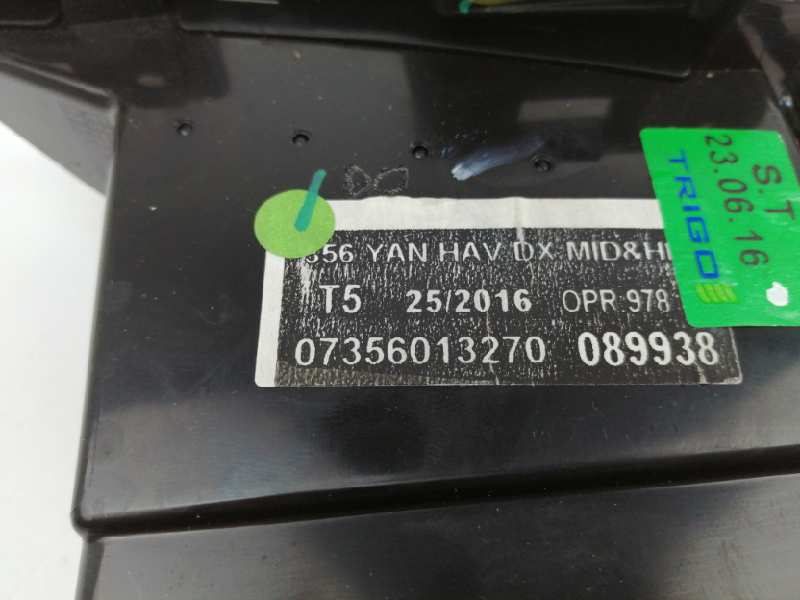 356 YAN HAV DX MID&H
T5 25/2016 OPR 978
07356013270 089938
S.T
23.06.16
TRIGO